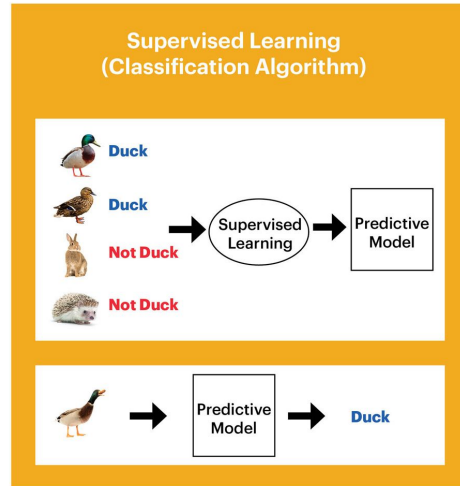 Supervised Learning
(Classification Algorithm)
Duck
Duck
Not Duck
Not Duck
Supervised
Learning
Predictive
Model
Predictive
Model
Duck